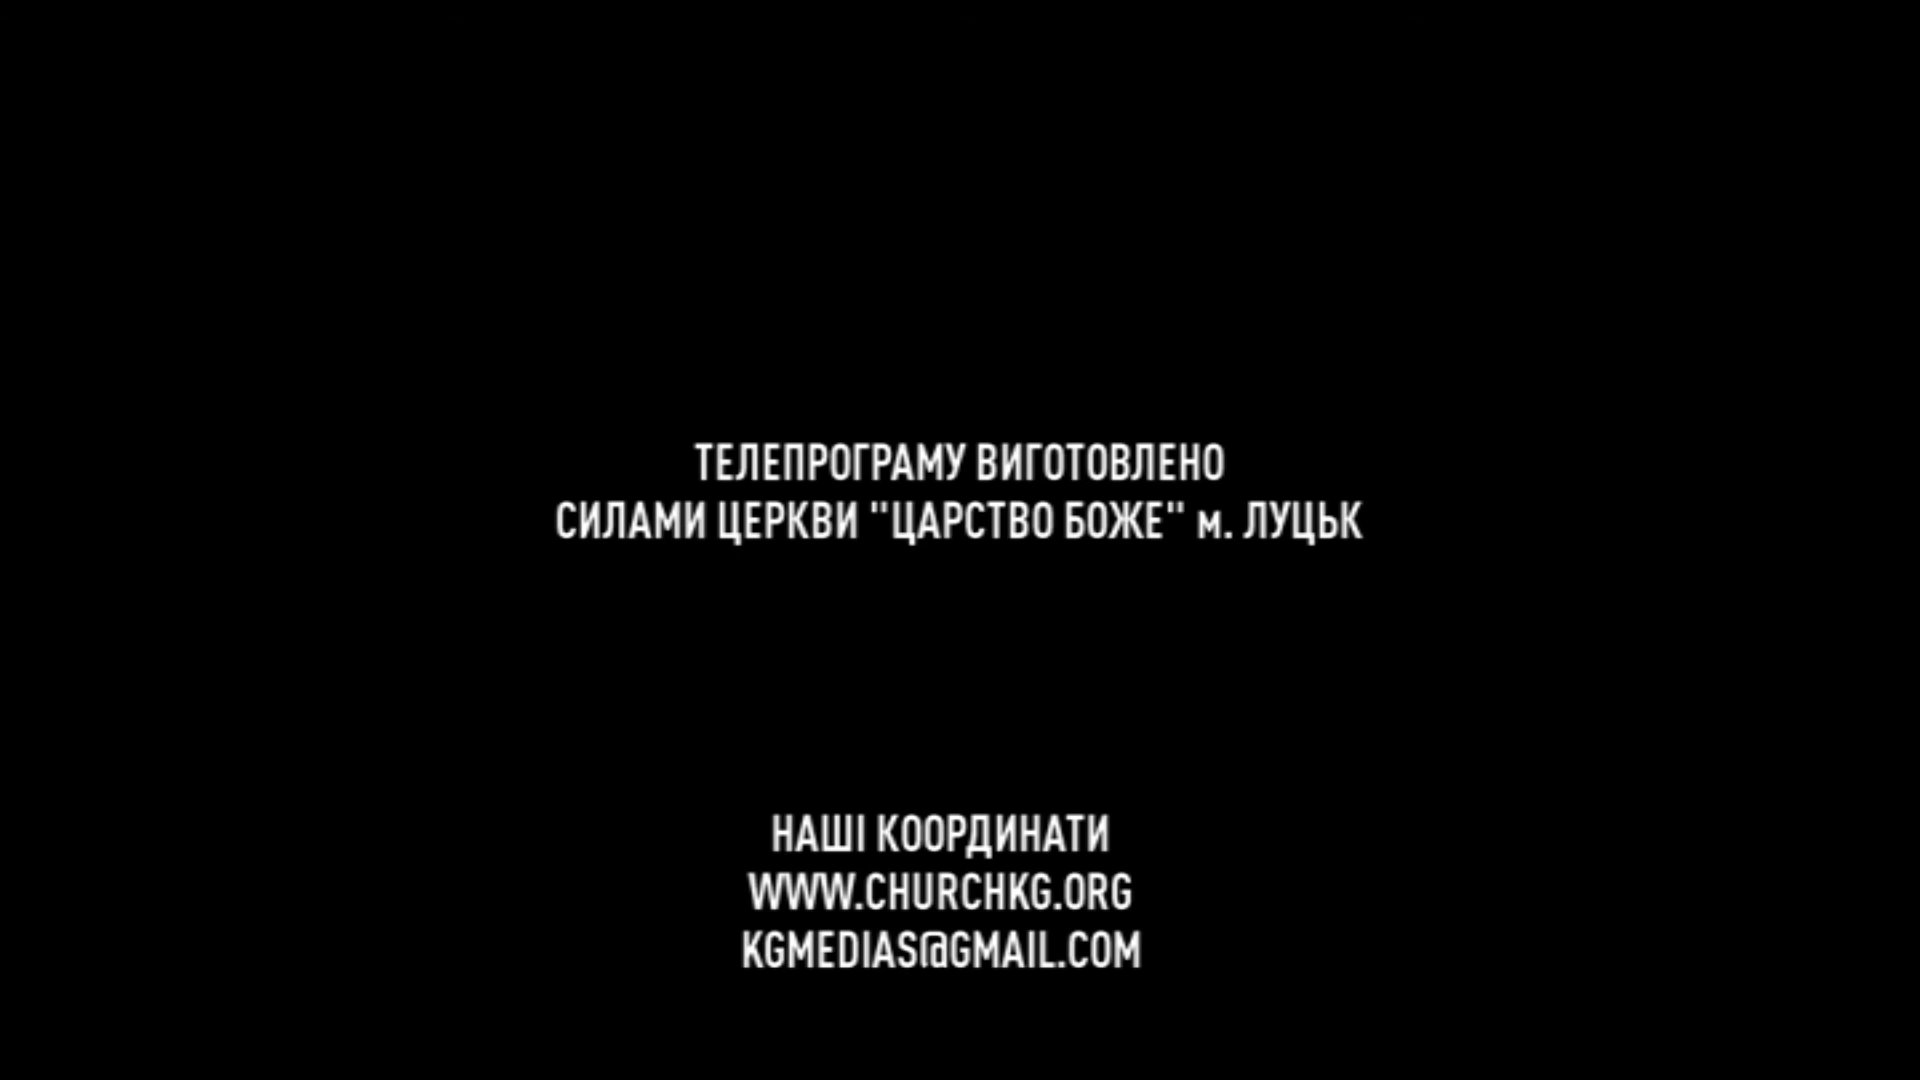 ТЕЛЕПРОГРАМУ ВИГОТОВЛЕНО
СИЛАМИ ЦЕРКВИ "ЦАРСТВО БОЖЕ" м. ЛУЦЬК
НАШІ КООРДИНАТИ
WWW.CHURCHKG.ORG
KGMEDIAS@GMAIL.COM